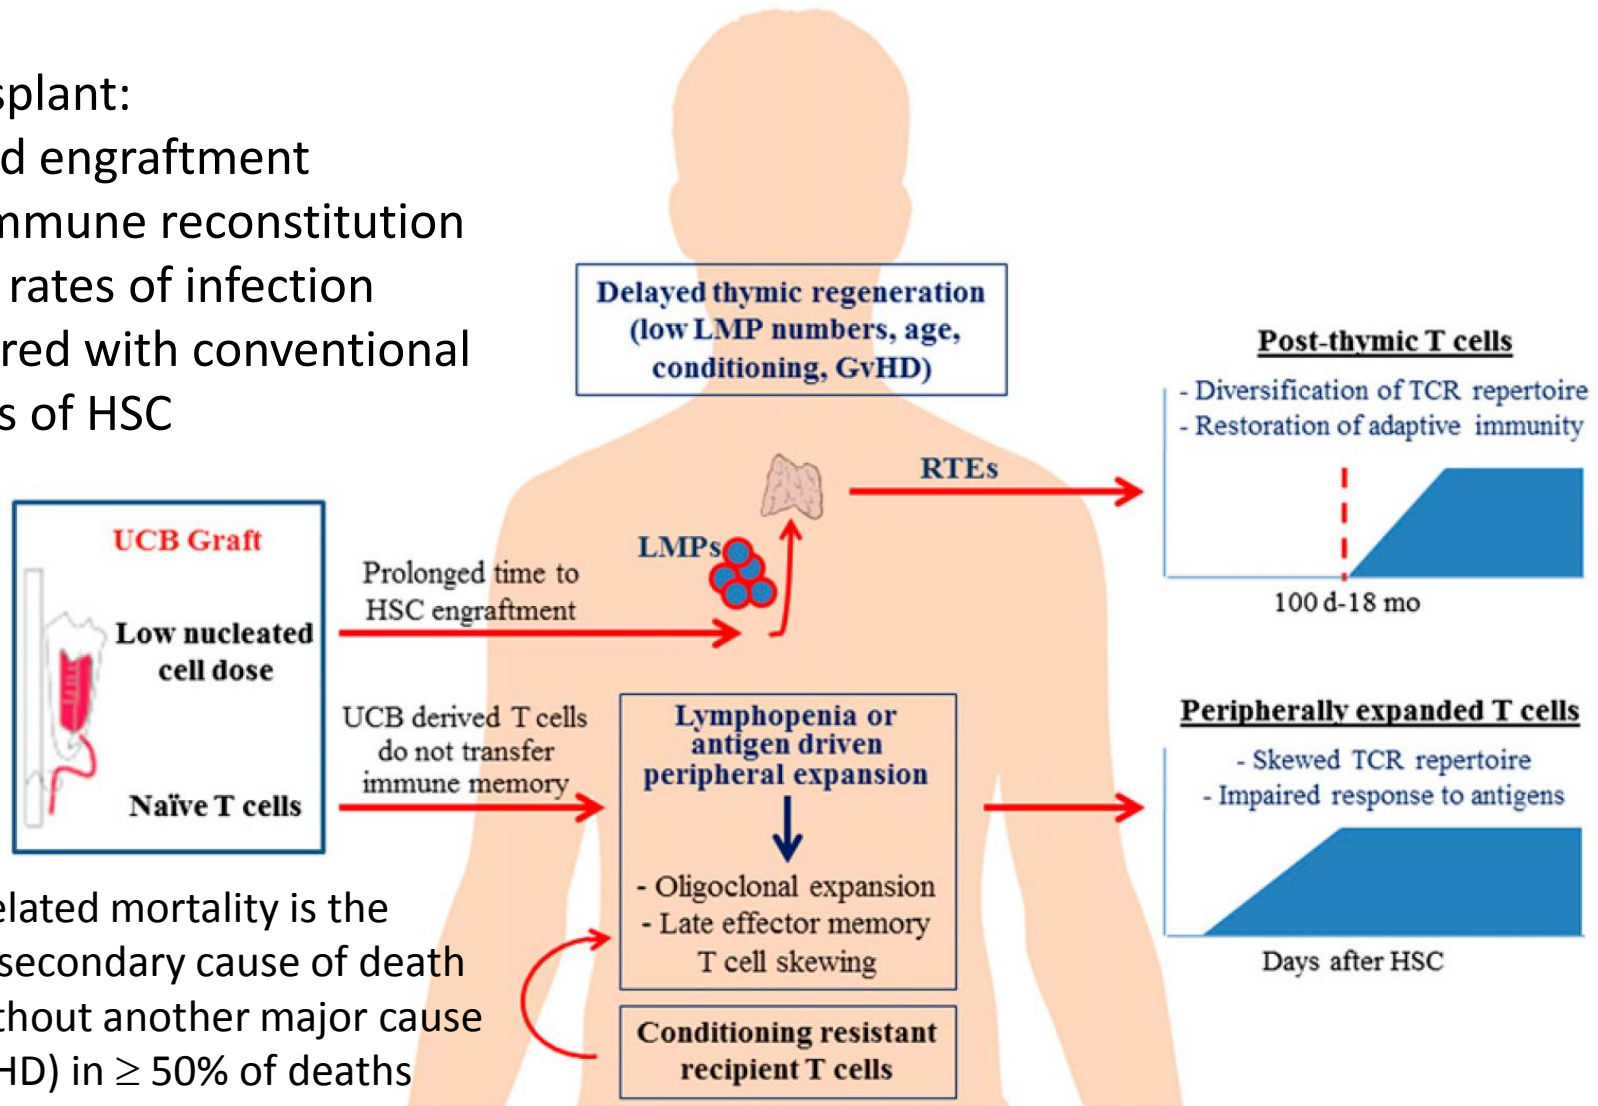 splant:
d engraftment
mmune reconstitution
rates of infection
red with conventional
s of HSC
Delayed thymic regeneration
(low LMP numbers, age,
conditioning, GvHD)
Post-thymic T cells
- Diversification of TCR repertoire
- Restoration of adaptive immunity
RTEs
LMPs
100 d-18 mo
UCB Graft
Low nucleated
cell dose
Naïve T cells
Prolonged time to
HSC engraftment
UCB derived T cells
do not transfer
immune memory
Lymphopenia or
antigen driven
peripheral expansion
- Oligoclonal expansion
- Late effector memory
T cell skewing
Conditioning resistant
recipient T cells
Peripherally expanded T cells
- Skewed TCR repertoire
- Impaired response to antigens
Days after HSC
elated mortality is the
secondary cause of death
thout another major cause
HD) in ≥ 50% of deaths